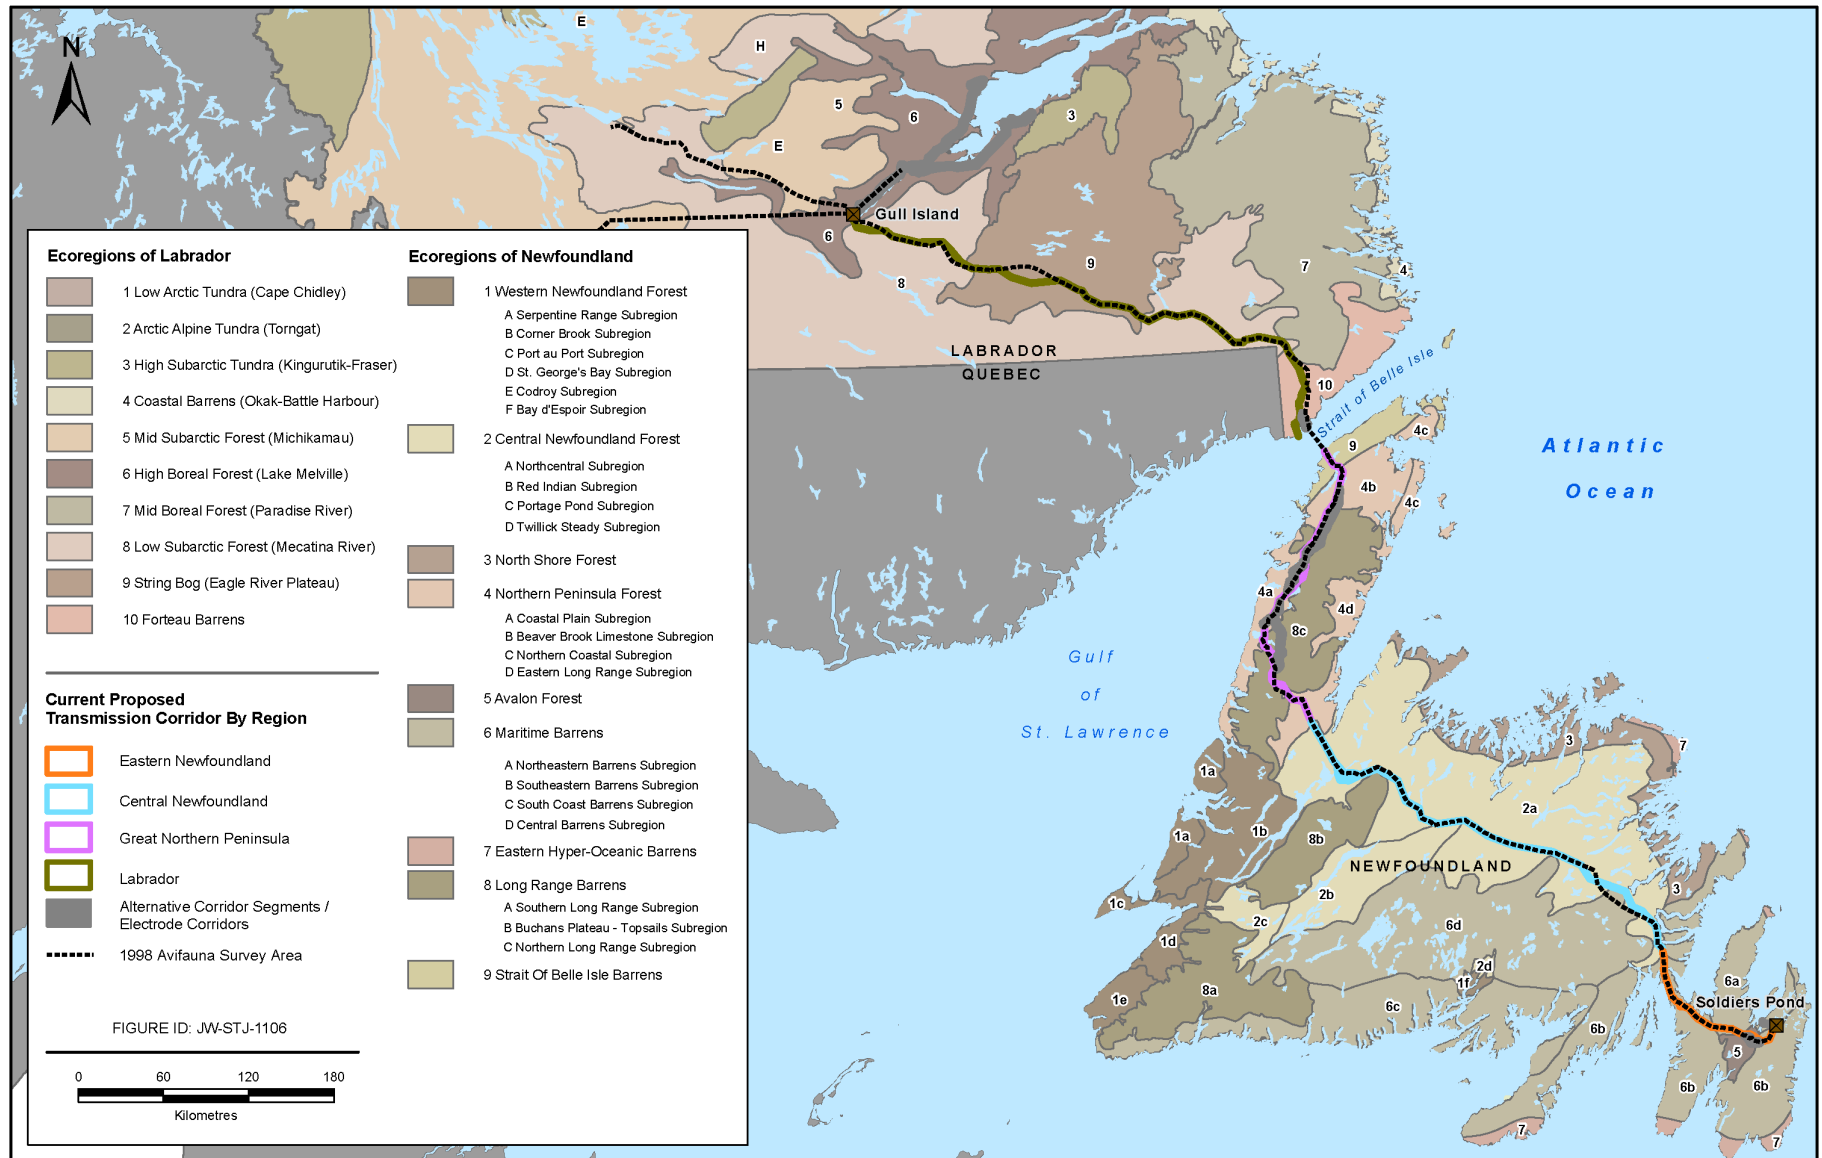 N
E
H
5
6
3
E
Gull Island
6
8
9
7
4
LABRADOR
QUEBEC
10
Strait of Belle Isle
9
4c
4b
4c
4a
4d
8c
Atlantic
Ocean
Gulf
of
St. Lawrence
3
7
1a
2a
1a
1b
8b
NEWFOUNDLAND
3
1c
2b
2c
6d
1d
2d
1f
6a
1e
8a
6c
Soldiers Pond
6b
5
6b
6b
7
7
Ecoregions of Labrador
1 Low Arctic Tundra (Cape Chidley)
2 Arctic Alpine Tundra (Torngat)
3 High Subarctic Tundra (Kingurutik-Fraser)
4 Coastal Barrens (Okak-Battle Harbour)
5 Mid Subarctic Forest (Michikamau)
6 High Boreal Forest (Lake Melville)
7 Mid Boreal Forest (Paradise River)
8 Low Subarctic Forest (Mecatina River)
9 String Bog (Eagle River Plateau)
10 Forteau Barrens
Current Proposed
Transmission Corridor By Region
Eastern Newfoundland
Central Newfoundland
Great Northern Peninsula
Labrador
Alternative Corridor Segments /
Electrode Corridors
1998 Avifauna Survey Area
FIGURE ID: JW-STJ-1106
0 60 120 180
Kilometres
Ecoregions of Newfoundland
1 Western Newfoundland Forest
A Serpentine Range Subregion
B Corner Brook Subregion
C Port au Port Subregion
D St. George's Bay Subregion
E Codroy Subregion
F Bay d'Espoir Subregion
2 Central Newfoundland Forest
A Northcentral Subregion
B Red Indian Subregion
C Portage Pond Subregion
D Twillick Steady Subregion
3 North Shore Forest
4 Northern Peninsula Forest
A Coastal Plain Subregion
B Beaver Brook Limestone Subregion
C Northern Coastal Subregion
D Eastern Long Range Subregion
5 Avalon Forest
6 Maritime Barrens
A Northeastern Barrens Subregion
B Southeastern Barrens Subregion
C South Coast Barrens Subregion
D Central Barrens Subregion
7 Eastern Hyper-Oceanic Barrens
8 Long Range Barrens
A Southern Long Range Subregion
B Buchans Plateau - Topsails Subregion
C Northern Long Range Subregion
9 Strait Of Belle Isle Barrens